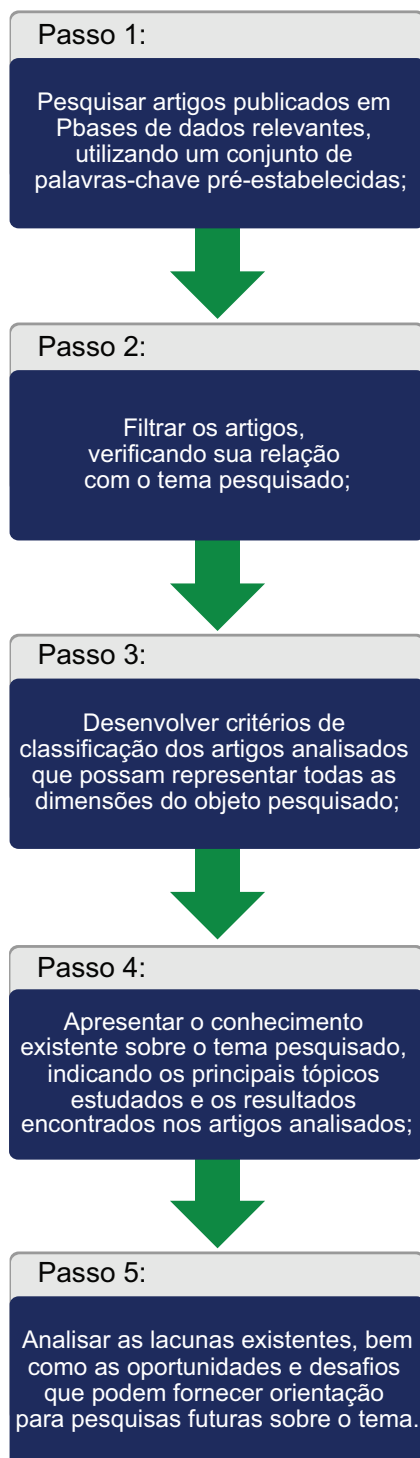 Passo 1:
Pesquisar artigos publicados em
Pbases de dados relevantes,
utilizando um conjunto de
palavras-chave pré-estabelecidas;
Passo 2:
Filtrar os artigos,
verificando sua relação
com o tema pesquisado;
Passo 3:
Desenvolver critérios de
classificação dos artigos analisados
que possam representar todas as
dimensões do objeto pesquisado;
Passo 4:
Apresentar o conhecimento
existente sobre o tema pesquisado,
indicando os principais tópicos
estudados e os resultados
encontrados nos artigos analisados;
Passo 5:
Analisar as lacunas existentes, bem
como as oportunidades e desafios
que podem fornecer orientação
para pesquisas futuras sobre o tema.